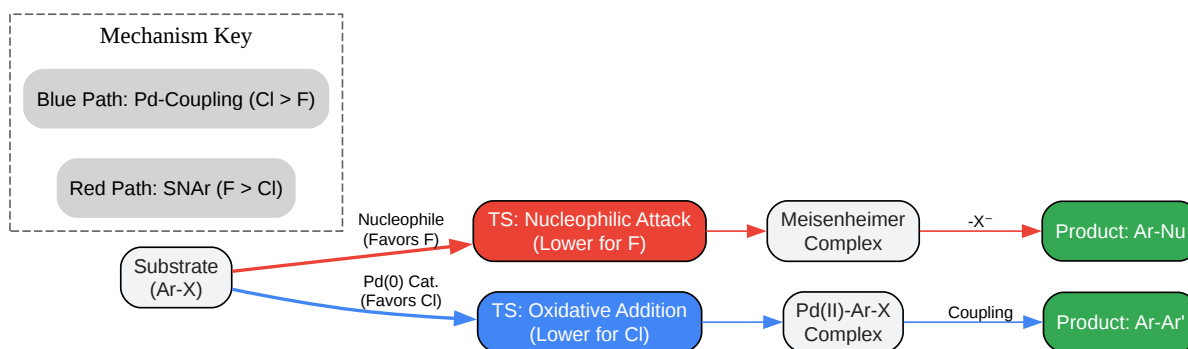 Mechanism Key
Blue Path: Pd-Coupling (Cl > F)
Red Path: SNAr (F > Cl)
Substrate
(Ar-X)
Nucleophile
(Favors F)
TS: Nucleophilic Attack
(Lower for F)
Meisenheimer
Complex
-X⁻
Product: Ar-Nu
Pd(0) Cat.
(Favors Cl)
TS: Oxidative Addition
(Lower for Cl)
Pd(II)-Ar-X
Complex
Coupling
Product: Ar-Ar'